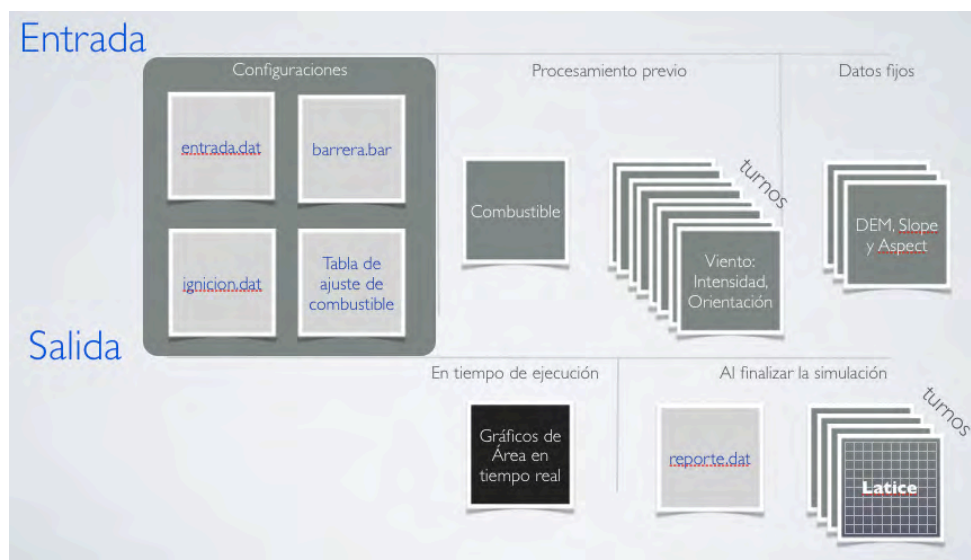 Entrada
Configuraciones
Procesamiento previo
Datos fijos
entrada.dat
barrera.bar
ignicion.dat
Tabla de
ajuste de
combustible
Combustible
turnos
Viento:
Intensidad,
Orientación
DEM, Slope
y Aspect
Salida
En tiempo de ejecución
Al finalizar la simulación
Gráficos de
Área en
tiempo real
reporte.dat
turnos
Latice